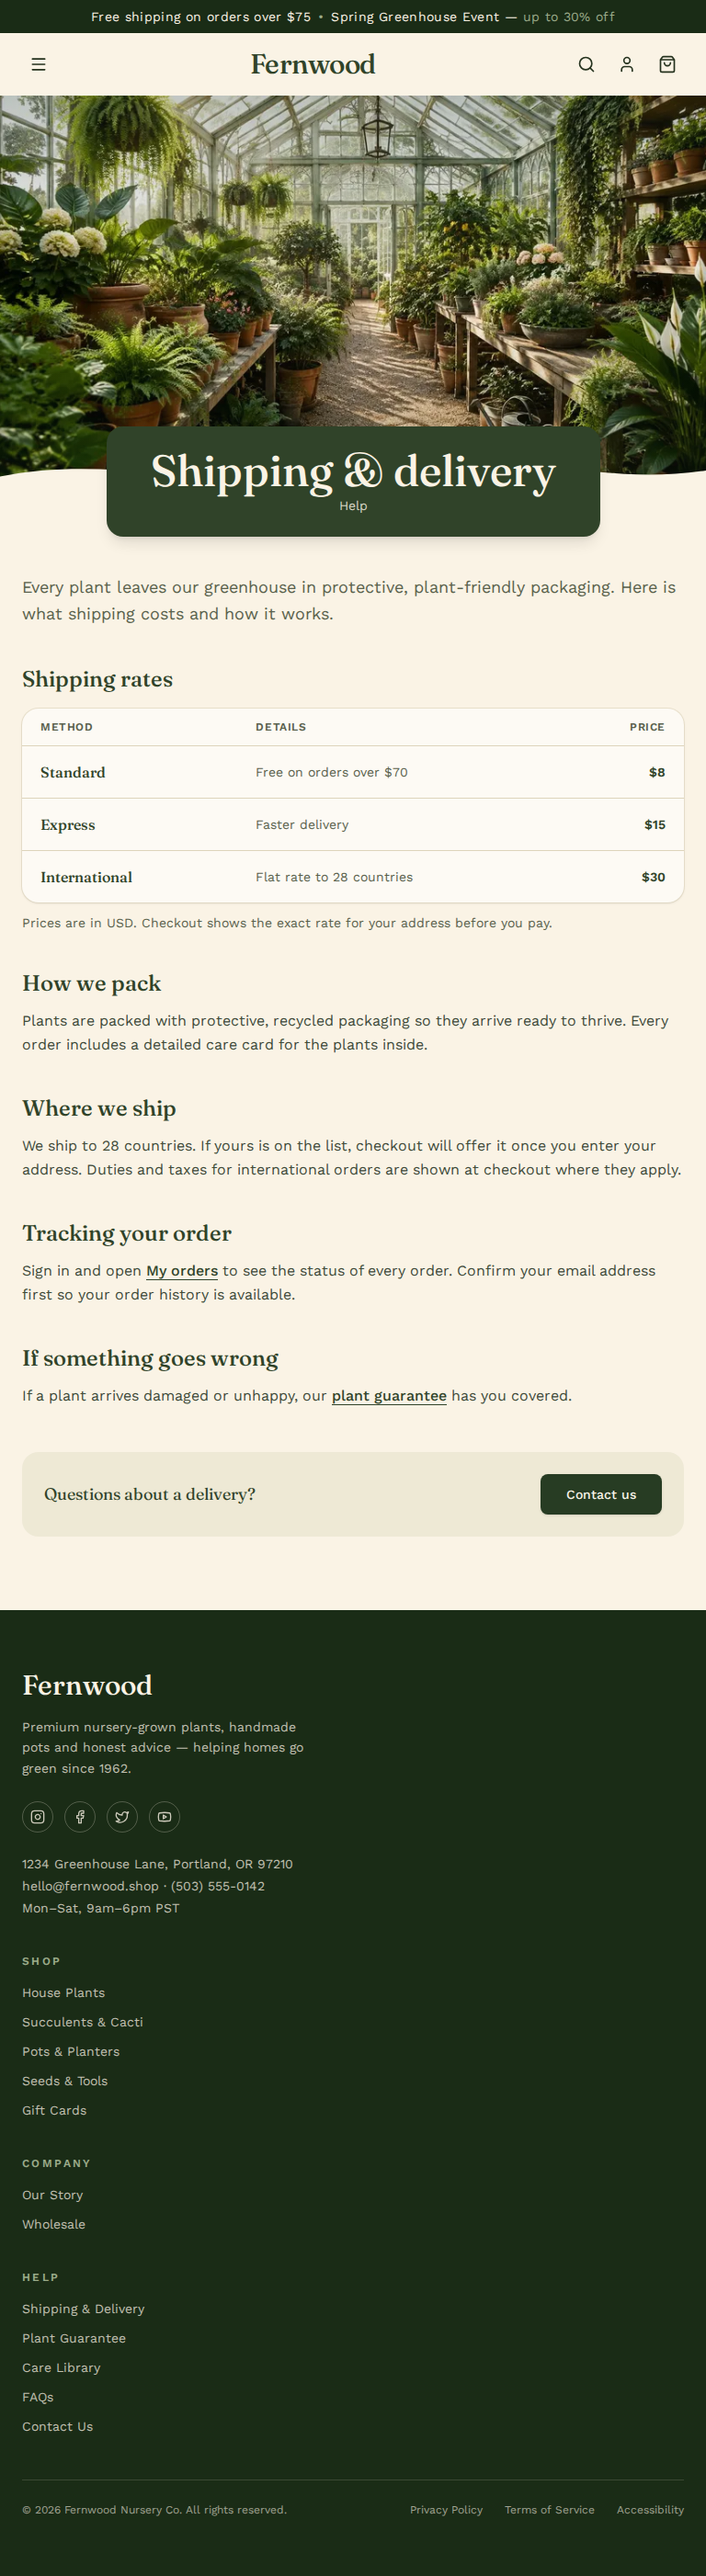 Free shipping on orders over $75 • Spring Greenhouse Event — up to 30% off
Fernwood
Shipping & delivery
Help
Every plant leaves our greenhouse in protective, plant-friendly packaging. Here is
what shipping costs and how it works.
Shipping rates
METHOD DETAILS PRICE
Standard Free on orders over $70 $8
Express Faster delivery $15
International Flat rate to 28 countries $30
Prices are in USD. Checkout shows the exact rate for your address before you pay.
How we pack
Plants are packed with protective, recycled packaging so they arrive ready to thrive. Every
order includes a detailed care card for the plants inside.
Where we ship
We ship to 28 countries. If yours is on the list, checkout will offer it once you enter your
address. Duties and taxes for international orders are shown at checkout where they apply.
Tracking your order
Sign in and open My orders to see the status of every order. Confirm your email address
first so your order history is available.
If something goes wrong
If a plant arrives damaged or unhappy, our plant guarantee has you covered.
Questions about a delivery? Contact us
Fernwood
Premium nursery-grown plants, handmade
pots and honest advice — helping homes go
green since 1962.
1234 Greenhouse Lane, Portland, OR 97210
hello@fernwood.shop · (503) 555-0142
Mon–Sat, 9am–6pm PST
SHOP
House Plants
Succulents & Cacti
Pots & Planters
Seeds & Tools
Gift Cards
COMPANY
Our Story
Wholesale
HELP
Shipping & Delivery
Plant Guarantee
Care Library
FAQs
Contact Us
© 2026 Fernwood Nursery Co. All rights reserved. Privacy Policy Terms of Service Accessibility